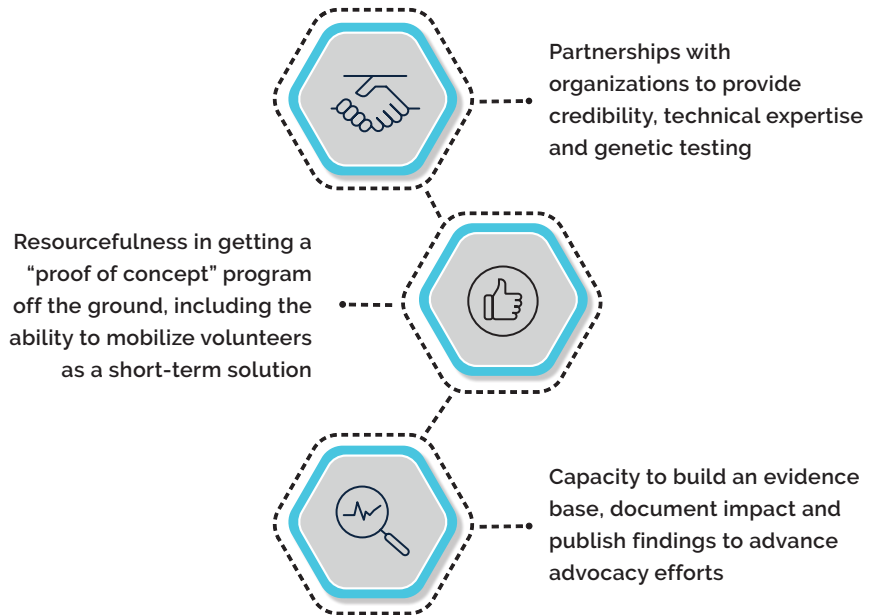 Partnerships with
organizations to provide
credibility, technical expertise
and genetic testing
Resourcefulness in getting a
“proof of concept” program
off the ground, including the
ability to mobilize volunteers
as a short-term solution
Capacity to build an evidence
base, document impact and
publish findings to advance
advocacy efforts